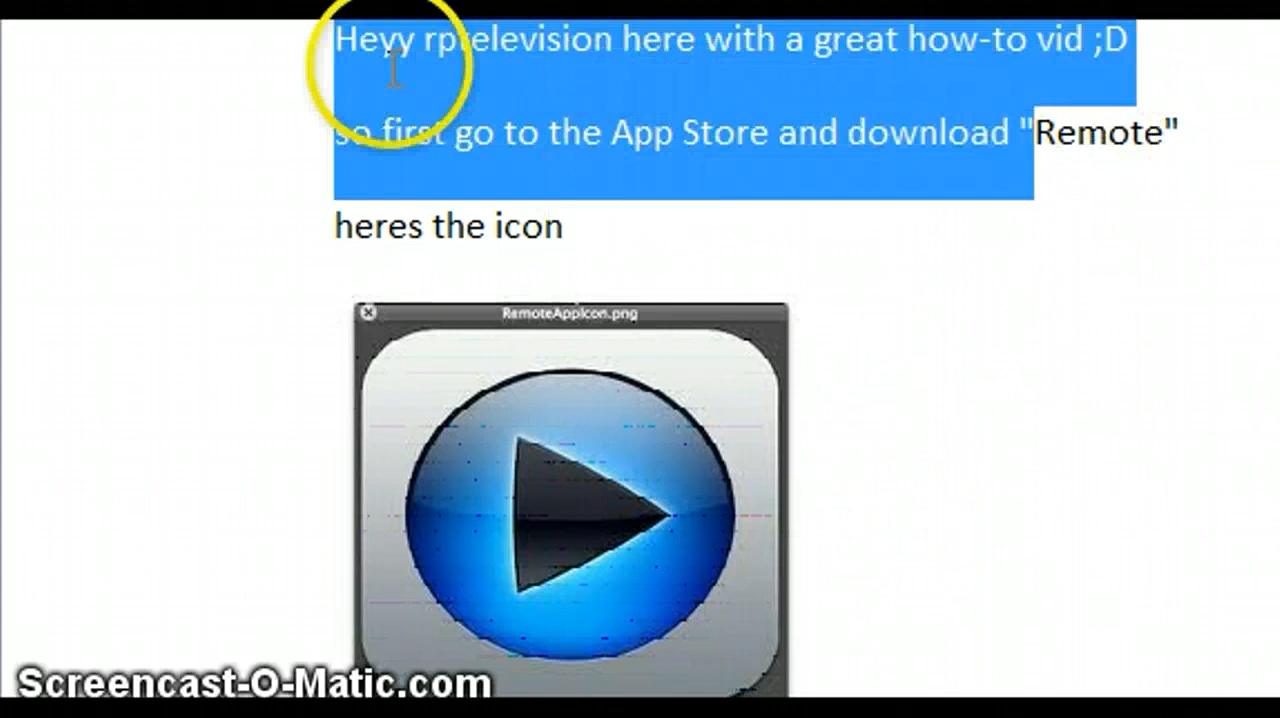 Heyy rprelevision here with a great how-to vid ;D
so first go to the App Store and download "Remote"
heres the icon
RemoteAppIcon.png
Screencast-O-Matic.com